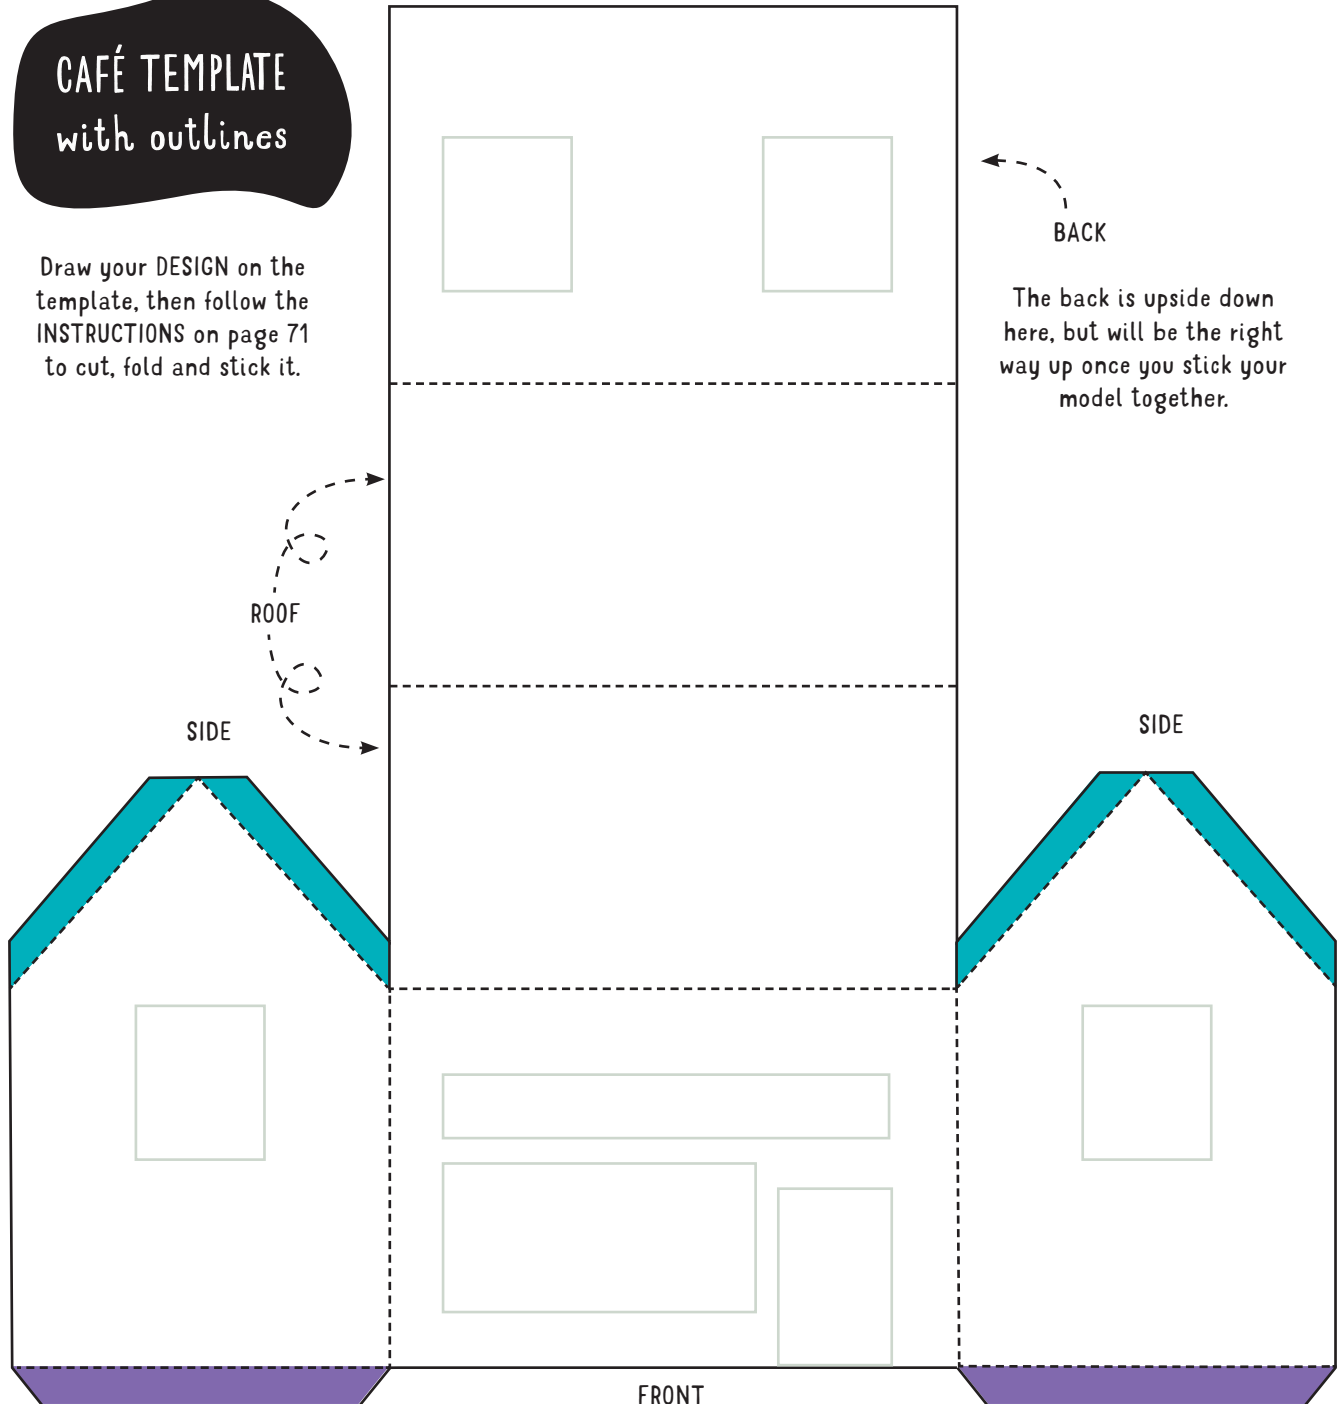 CAFÉ TEMPLATE
with outlines
Draw your DESIGN on the
template, then follow the
INSTRUCTIONS on page 71
to cut, fold and stick it.
BACK
The back is upside down
here, but will be the right
way up once you stick your
model together.
ROOF
SIDE
SIDE
FRONT